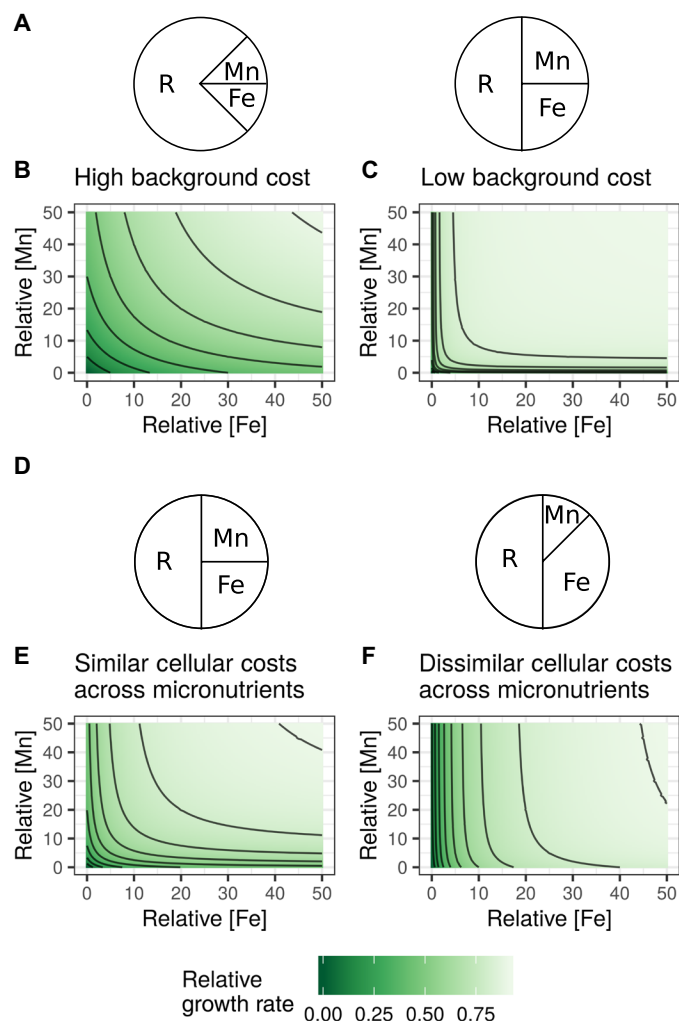 A
R
Mn
Fe
R
Mn
Fe
B
High background cost
C
Low background cost
50
40
30
20
10
0
Relative [Mn]
0 10 20 30 40 50
Relative [Fe]
50
40
30
20
10
0
Relative [Mn]
0 10 20 30 40 50
Relative [Fe]
D
R
Mn
Fe
R
Mn
Fe
E
Similar cellular costs
across micronutrients
F
Dissimilar cellular costs
across micronutrients
50
40
30
20
10
0
Relative [Mn]
0 10 20 30 40 50
Relative [Fe]
50
40
30
20
10
0
Relative [Mn]
0 10 20 30 40 50
Relative [Fe]
Relative
growth rate
0.00 0.25 0.50 0.75